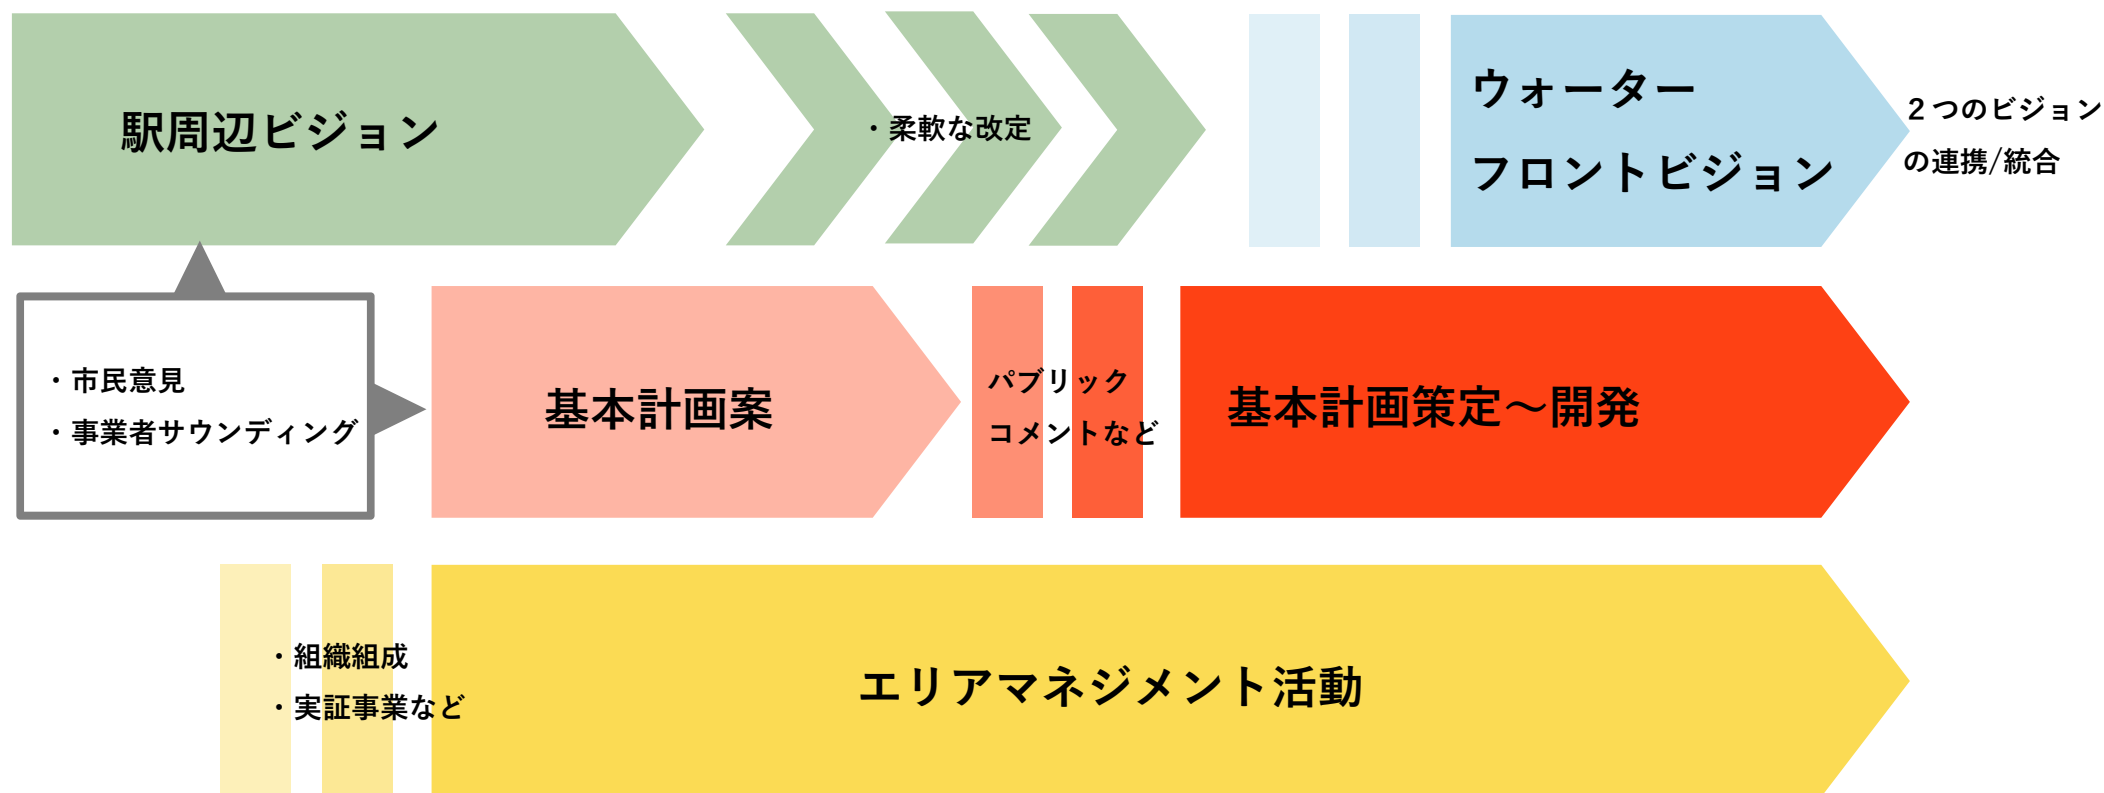 駅周辺ビジョン
・柔軟な改定
ウォーター
フロントビジョン
２つのビジョン
の連携/統合
・市民意見
・事業者サウンディング
基本計画案
パブリック
コメントなど
基本計画策定～開発
・組織組成
・実証事業など
エリアマネジメント活動